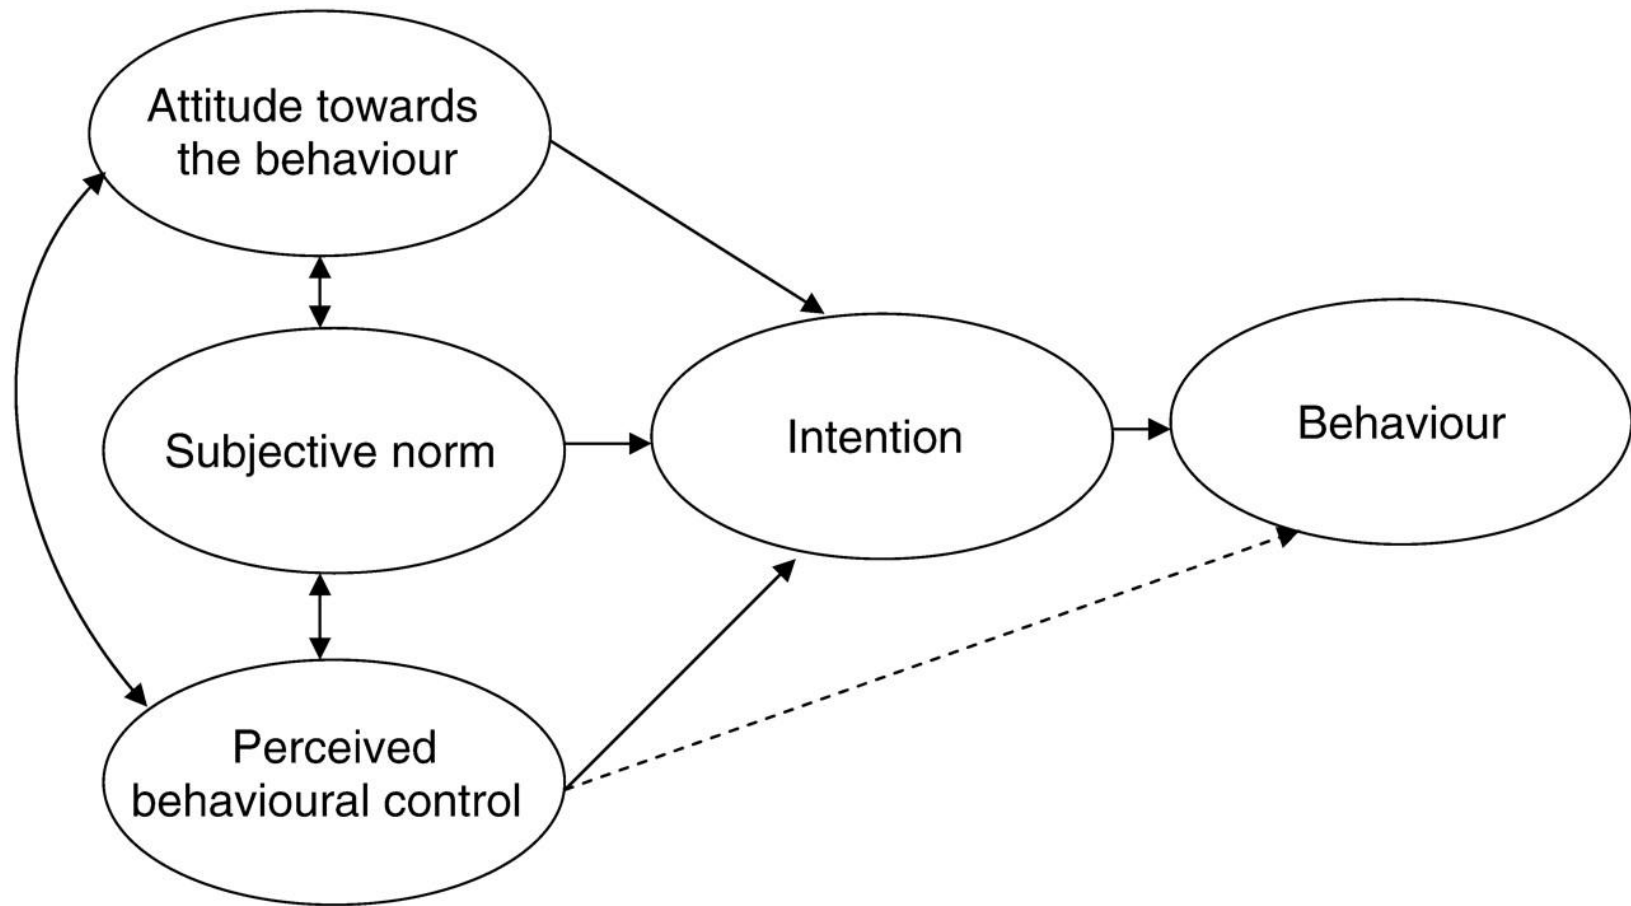 Attitude towards
the behaviour
Subjective norm
Intention
Behaviour
Perceived
behavioural control